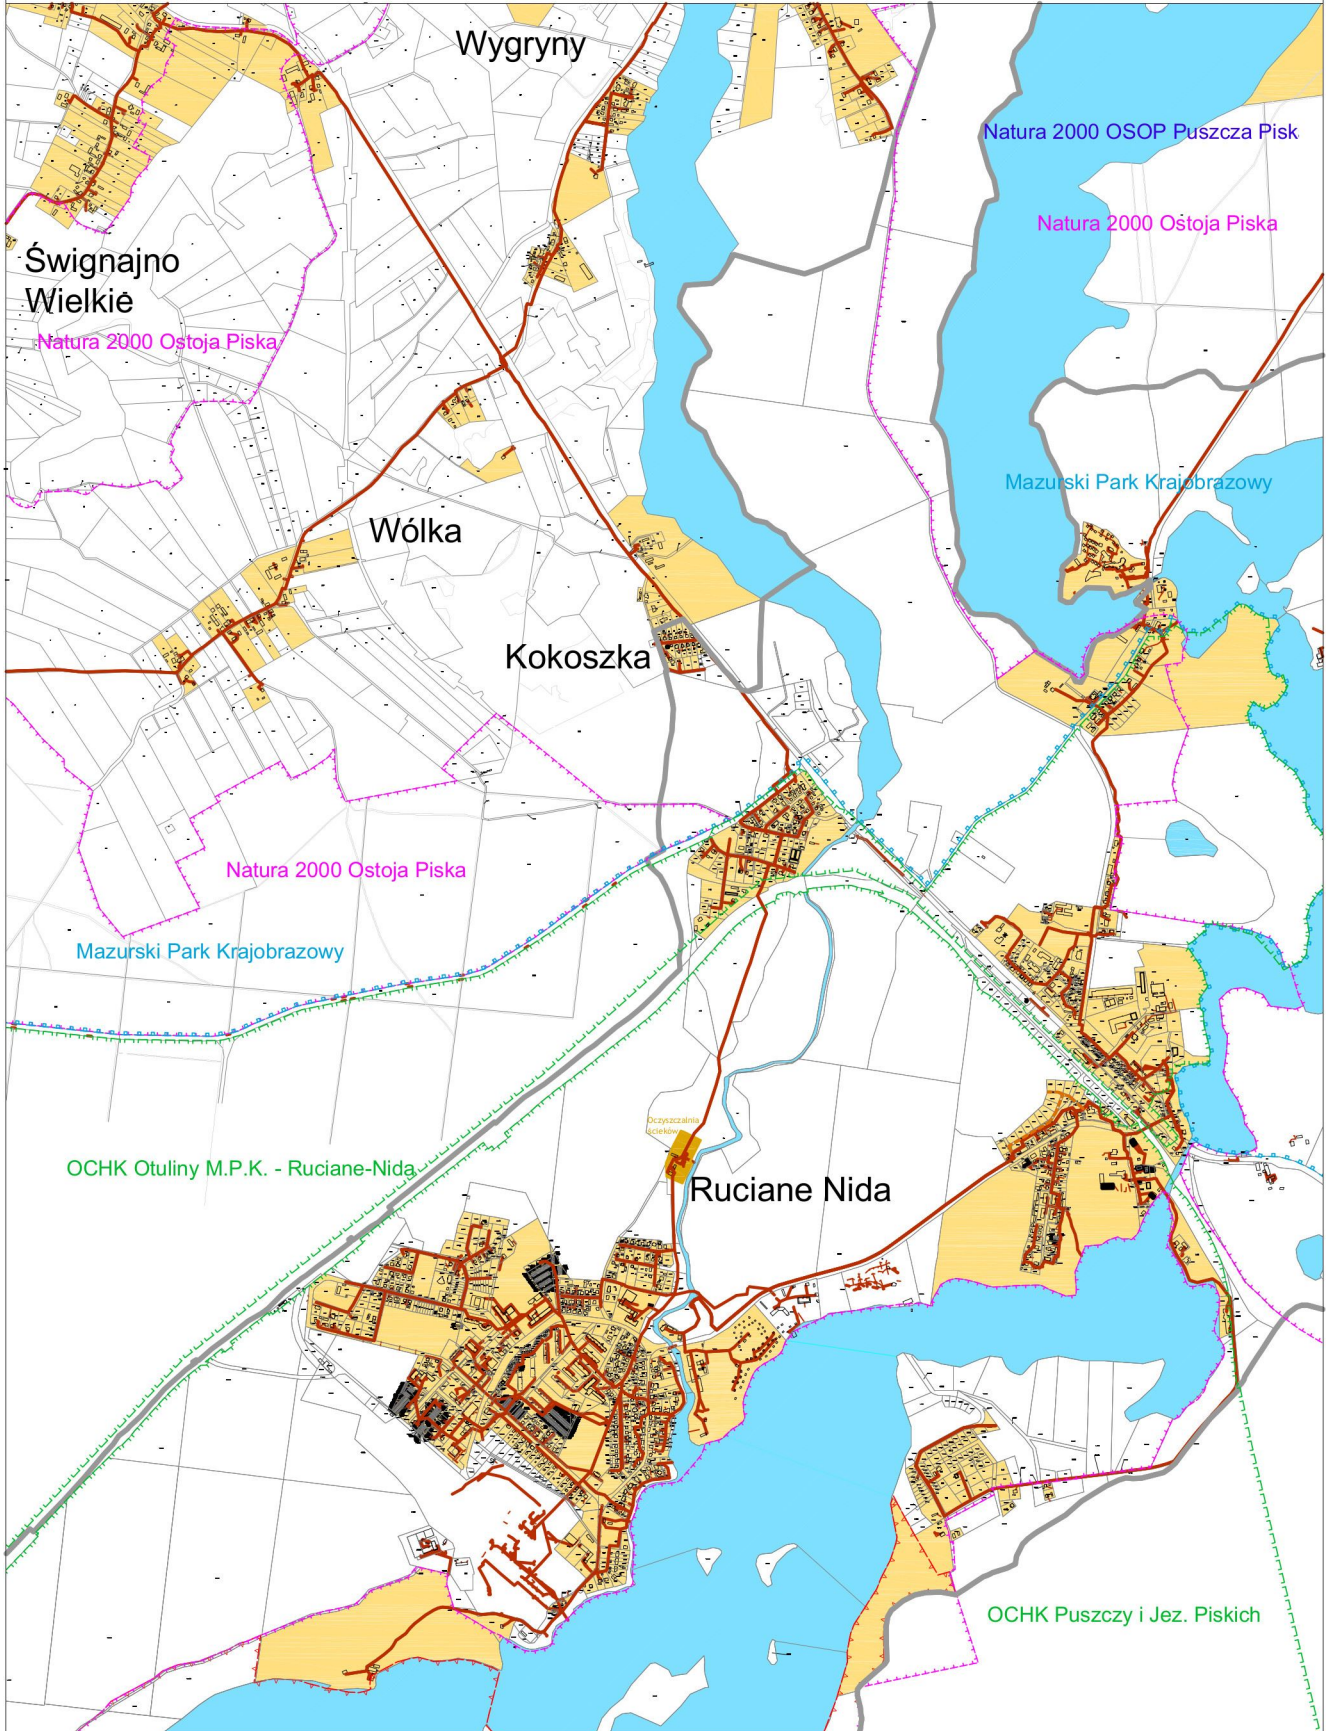 Wygryny
Natura 2000 OSOP Puszcza Pisk
Natura 2000 Ostoja Piska
Śwignajno
Wielkie
Natura 2000 Ostoja Piska
Mazurski Park Krajobrazowy
Wólka
Kokoszka
Natura 2000 Ostoja Piska
Mazurski Park Krajobrazowy
Oczyszczalnia
ścieków
OCHK Otuliny M.P.K. - Ruciane-Nida
Ruciane Nida
OCHK Puszczy i Jez. Piskich